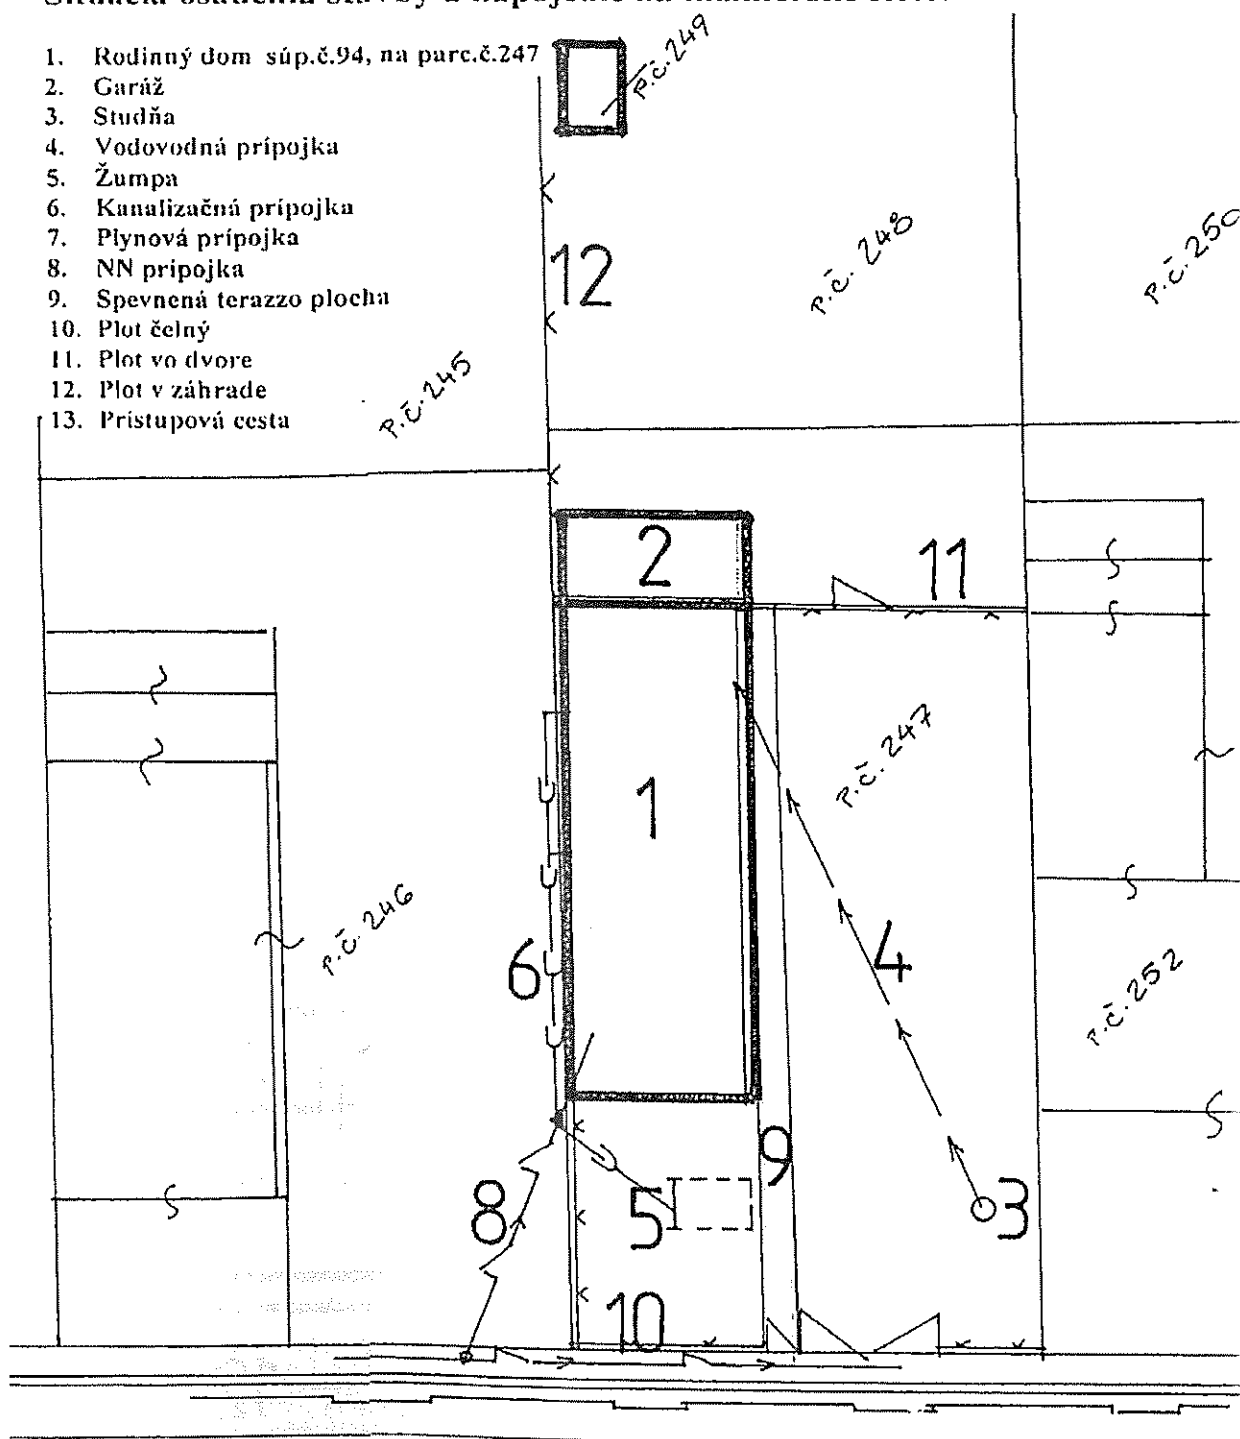 1. Rodinný dom súp.č.94, na parc.č.247
2. Garáž
3. Studňa
4. Vodovodná prípojka
5. Žumpa
6. Kanalizačná prípojka
7. Plynová prípojka
8. NN prípojka
9. Spevnená terazzo plocha
10. Plot čelný
11. Plot vo dvore
12. Plot v záhrade
13. Prístupová cesta
P.č.249
12
P.č. 248
P.č. 250
P.č. 245
2
11
1
P.č. 247
P.č. 246
6
4
P.č. 252
9
8
5
3
10